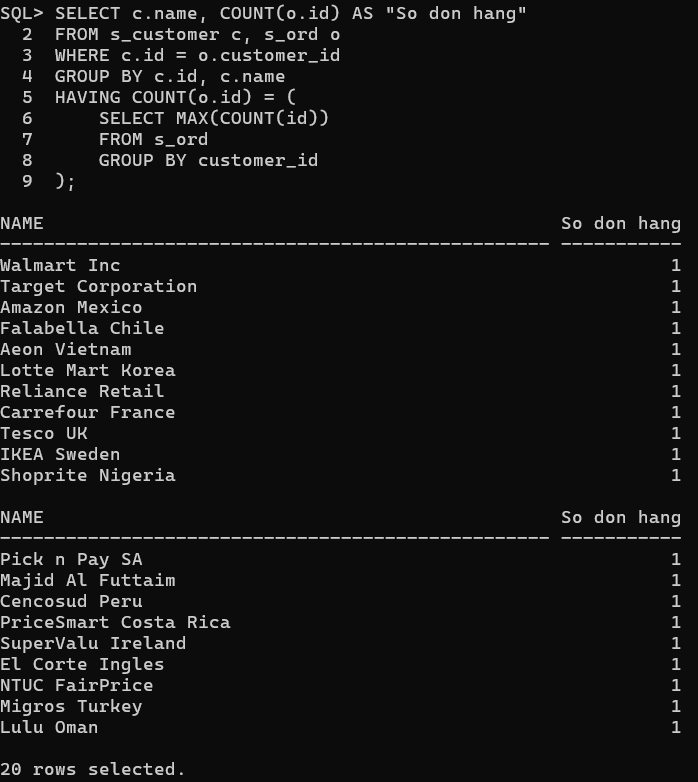 SQL> SELECT c.name, COUNT(o.id) AS "So don hang"
  2  FROM s_customer c, s_ord o
  3  WHERE c.id = o.customer_id
  4  GROUP BY c.id, c.name
  5  HAVING COUNT(o.id) = (
  6      SELECT MAX(COUNT(id))
  7      FROM s_ord
  8      GROUP BY customer_id
  9  );
NAME                                               So don hang
-------------------------------------------------- -----------
Walmart Inc                                                  1
Target Corporation                                           1
Amazon Mexico                                                1
Falabella Chile                                              1
Aeon Vietnam                                                 1
Lotte Mart Korea                                             1
Reliance Retail                                              1
Carrefour France                                             1
Tesco UK                                                     1
IKEA Sweden                                                  1
Shoprite Nigeria                                             1
NAME                                               So don hang
-------------------------------------------------- -----------
Pick n Pay SA                                                1
Majid Al Futtaim                                             1
Cencosud Peru                                                1
PriceSmart Costa Rica                                        1
SuperValu Ireland                                            1
El Corte Ingles                                              1
NTUC FairPrice                                               1
Migros Turkey                                                1
Lulu Oman                                                    1
20 rows selected.